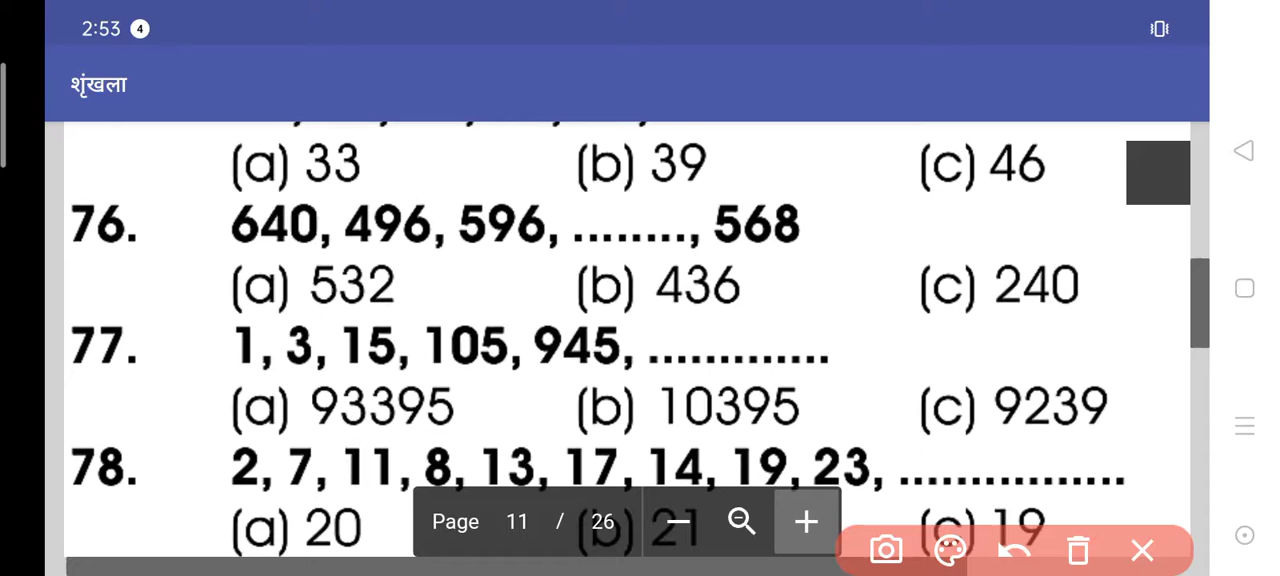 2:53 4
शृंखला
(a) 33 (b) 39 (c) 46
76. 640, 496, 596, ........, 568
(a) 532 (b) 436 (c) 240
77. 1, 3, 15, 105, 945, .............
(a) 93395 (b) 10395 (c) 9239
78. 2, 7, 11, 8, 13, 17, 14, 19, 23, ................
(a) 20 (b) 21 (c) 19
Page 11 / 26